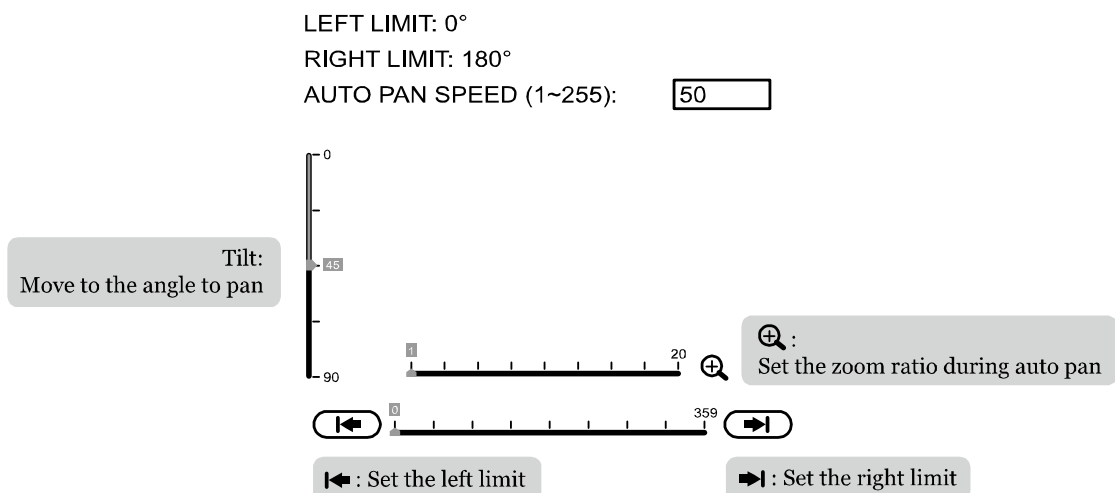 LEFT LIMIT: 0°
RIGHT LIMIT: 180°
AUTO PAN SPEED (1~255): 50
0
Tilt:
45
Move to the angle to pan
1
20
:
Set the zoom ratio during auto pan
90
0
359
: Set the left limit
: Set the right limit